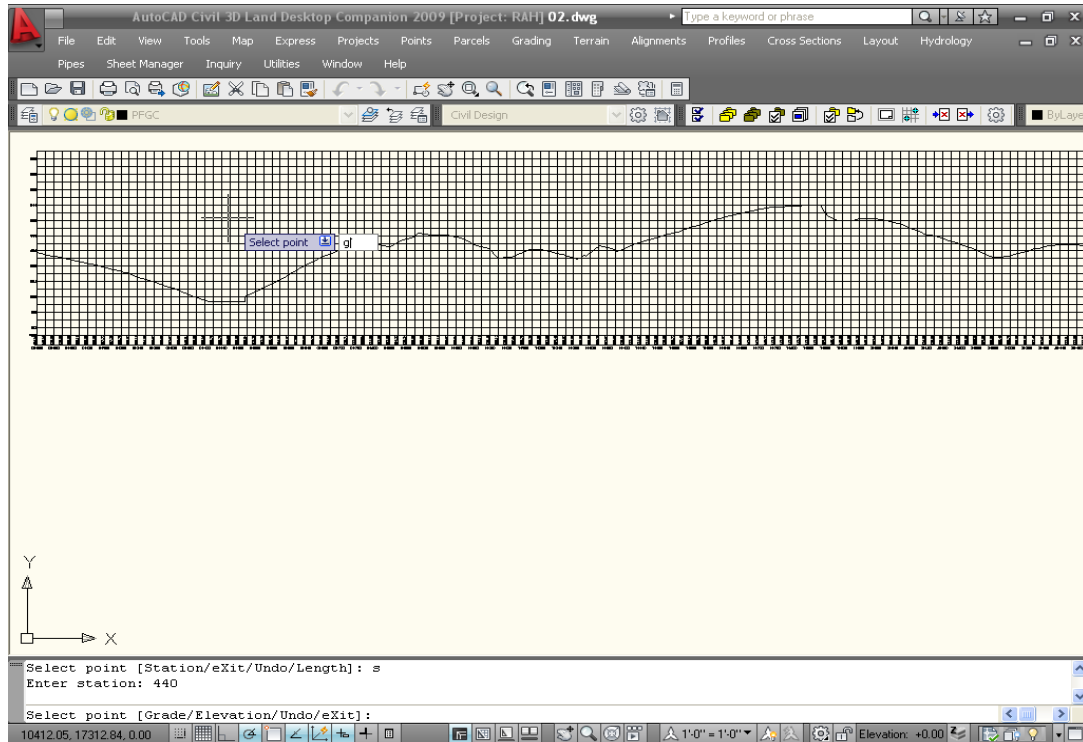 AutoCAD Civil 3D Land Desktop Companion 2009 [Project: RAH] 02.dwg
Type a keyword or phrase
File Edit View Tools Map Express Projects Points Parcels Grading Terrain Alignments Profiles Cross Sections Layout Hydrology
Pipes Sheet Manager Inquiry Utilities Window Help
PFGC Civil Design ByLaye
Select point g
Y
X
Select point [Station/eXit/Undo/Length]: s
Enter station: 440
Select point [Grade/Elevation/Undo/eXit]:
10412.05, 17312.84, 0.00 1'-0" = 1'-0" Elevation: +0.00